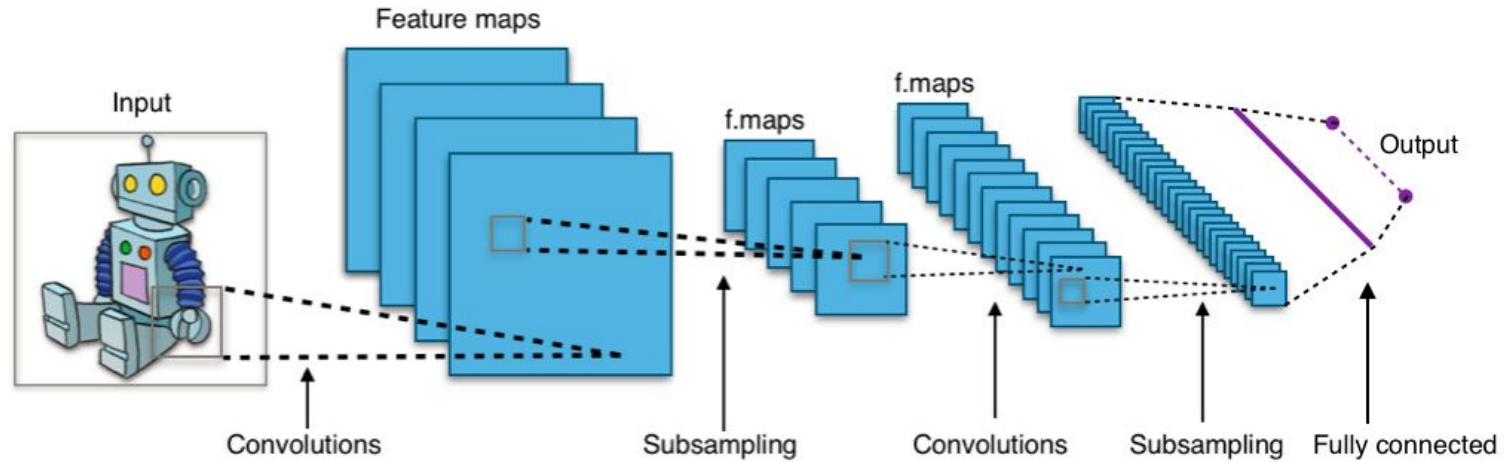 Feature maps
f.maps
Input
f.maps
Output
Convolutions
Subsampling
Convolutions
Subsampling
Fully connected